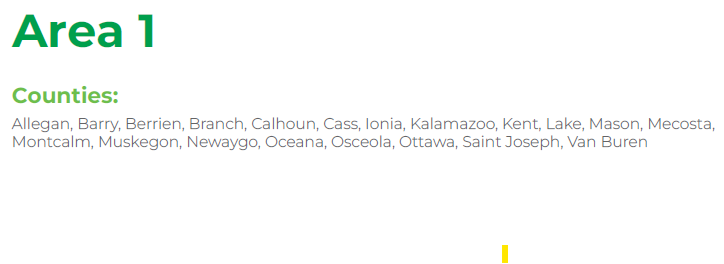 Area 1
Counties:
Allegan, Barry, Berrien, Branch, Calhoun, Cass, Ionia, Kalamazoo, Kent, Lake, Mason, Mecosta,
Montcalm, Muskegon, Newaygo, Oceana, Osceola, Ottawa, Saint Joseph, Van Buren